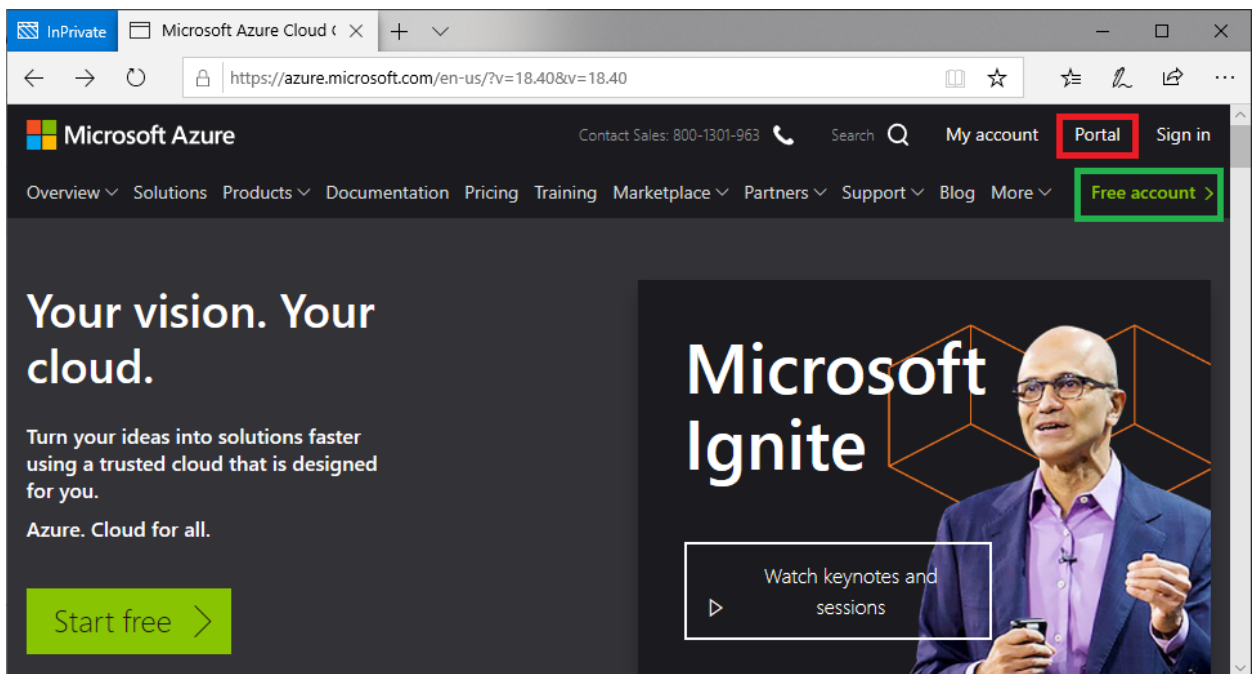 InPrivate
Microsoft Azure Cloud
https://azure.microsoft.com/en-us/?v=18.40&v=18.40
Microsoft Azure
Contact Sales: 800-1301-963
Search
My account
Portal
Sign in
Overview
Solutions
Products
Documentation
Pricing
Training
Marketplace
Partners
Support
Blog
More
Free account
Your vision. Your
cloud.
Turn your ideas into solutions faster
using a trusted cloud that is designed
for you.
Azure. Cloud for all.
Start free
Microsoft
Ignite
Watch keynotes and
sessions